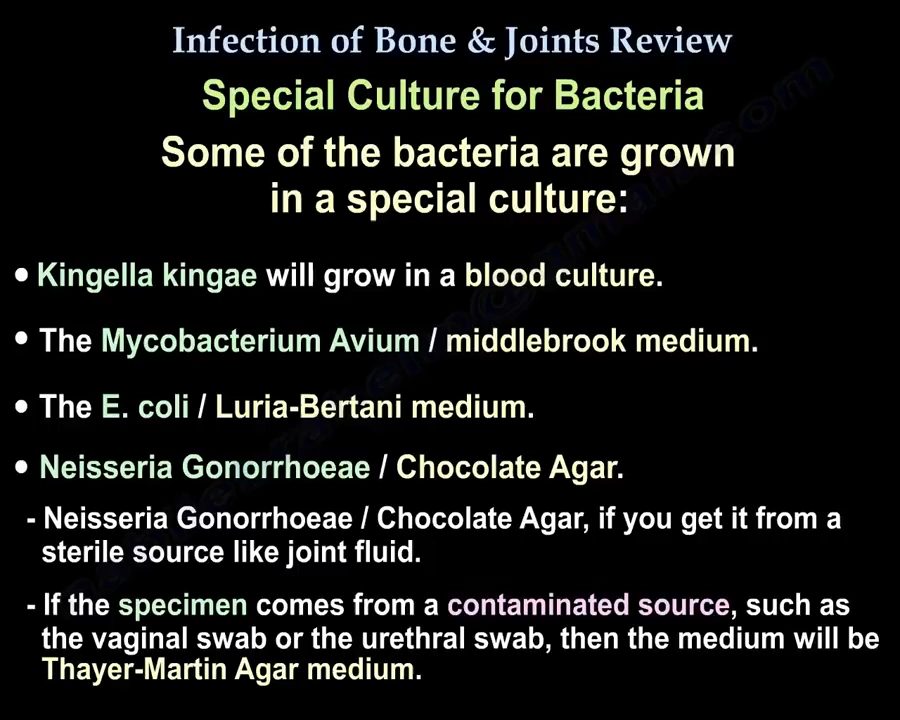 Infection of Bone & Joints Review
Special Culture for Bacteria
Some of the bacteria are grown
in a special culture:
• Kingella kingae will grow in a blood culture.
• The Mycobacterium Avium / middlebrook medium.
• The E. coli / Luria-Bertani medium.
• Neisseria Gonorrhoeae / Chocolate Agar.
- Neisseria Gonorrhoeae / Chocolate Agar, if you get it from a
sterile source like joint fluid.
- If the specimen comes from a contaminated source, such as
the vaginal swab or the urethral swab, then the medium will be
Thayer-Martin Agar medium.